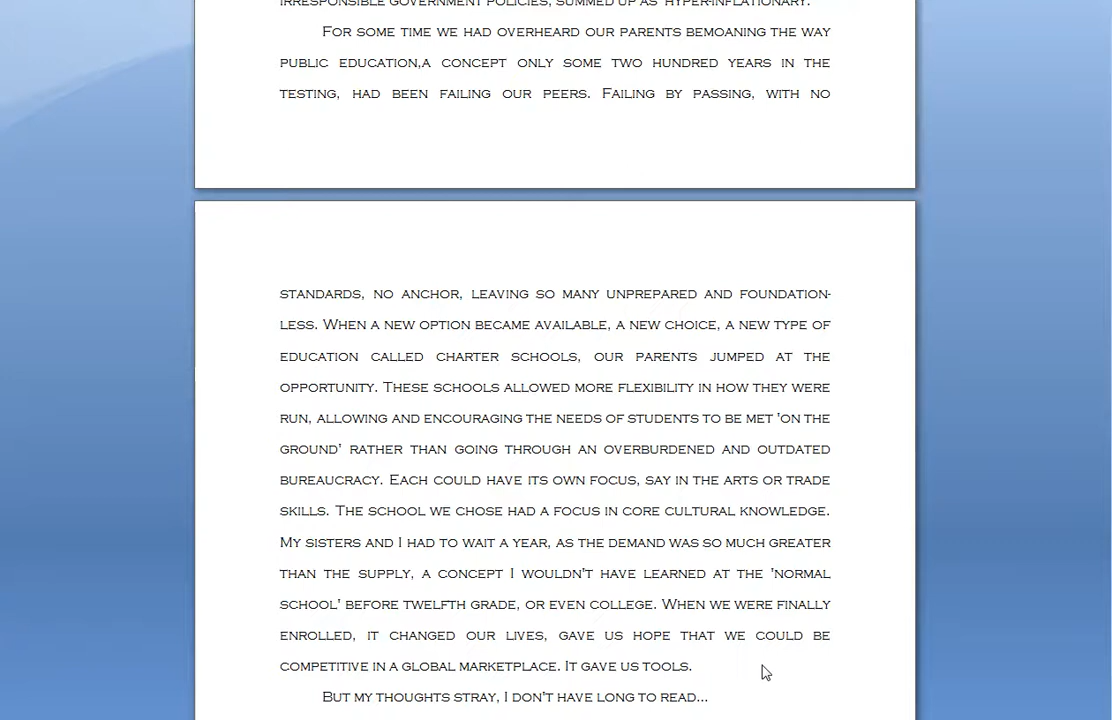 IRRESPONSIBLE GOVERNMENT POLICIES, SUMMED UP AS 'HYPER-INFLATIONARY.'
FOR SOME TIME WE HAD OVERHEARD OUR PARENTS BEMOANING THE WAY
PUBLIC EDUCATION,A CONCEPT ONLY SOME TWO HUNDRED YEARS IN THE
TESTING, HAD BEEN FAILING OUR PEERS. FAILING BY PASSING, WITH NO
STANDARDS, NO ANCHOR, LEAVING SO MANY UNPREPARED AND FOUNDATION-
LESS. WHEN A NEW OPTION BECAME AVAILABLE, A NEW CHOICE, A NEW TYPE OF
EDUCATION CALLED CHARTER SCHOOLS, OUR PARENTS JUMPED AT THE
OPPORTUNITY. THESE SCHOOLS ALLOWED MORE FLEXIBILITY IN HOW THEY WERE
RUN, ALLOWING AND ENCOURAGING THE NEEDS OF STUDENTS TO BE MET 'ON THE
GROUND' RATHER THAN GOING THROUGH AN OVERBURDENED AND OUTDATED
BUREAUCRACY. EACH COULD HAVE ITS OWN FOCUS, SAY IN THE ARTS OR TRADE
SKILLS. THE SCHOOL WE CHOSE HAD A FOCUS IN CORE CULTURAL KNOWLEDGE.
MY SISTERS AND I HAD TO WAIT A YEAR, AS THE DEMAND WAS SO MUCH GREATER
THAN THE SUPPLY, A CONCEPT I WOULDN'T HAVE LEARNED AT THE 'NORMAL
SCHOOL' BEFORE TWELFTH GRADE, OR EVEN COLLEGE. WHEN WE WERE FINALLY
ENROLLED, IT CHANGED OUR LIVES, GAVE US HOPE THAT WE COULD BE
COMPETITIVE IN A GLOBAL MARKETPLACE. IT GAVE US TOOLS.
BUT MY THOUGHTS STRAY, I DON'T HAVE LONG TO READ...